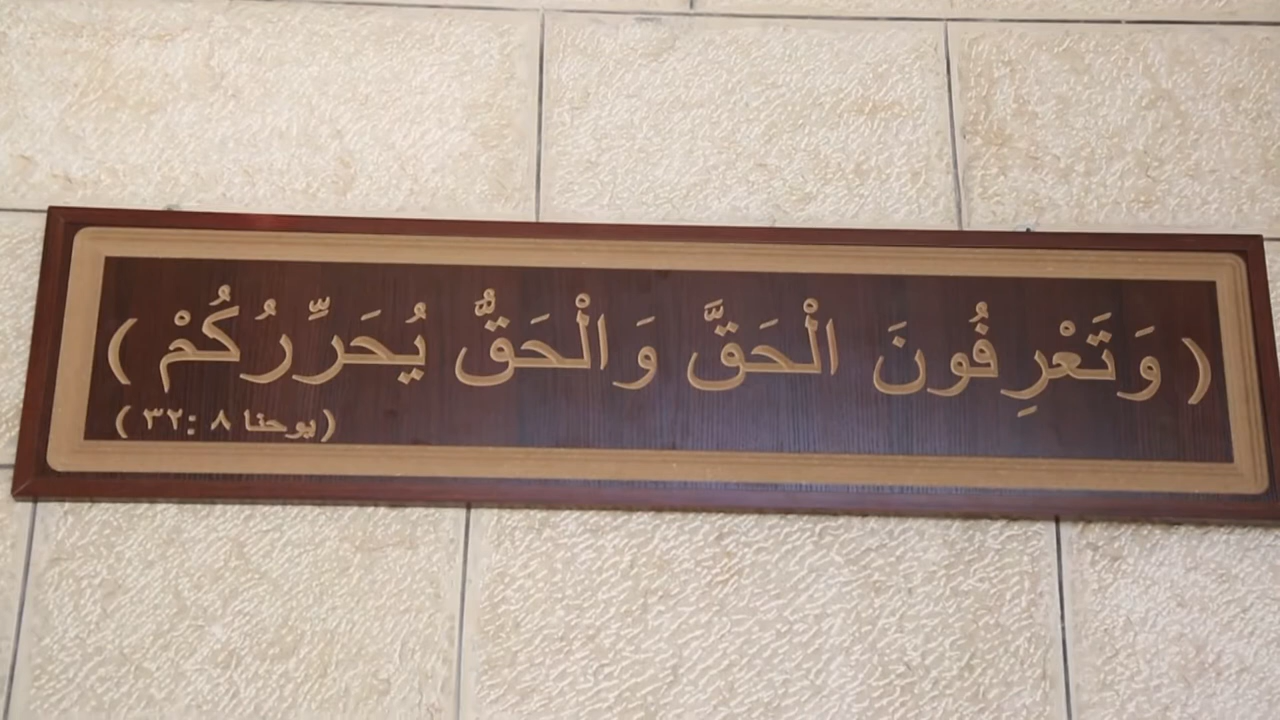 ( وَتَعْرِفُونَ الْحَقَّ وَالْحَقُّ يُحَرِّرُكُمْ )
(يوحنا ٨ :٣٢ )